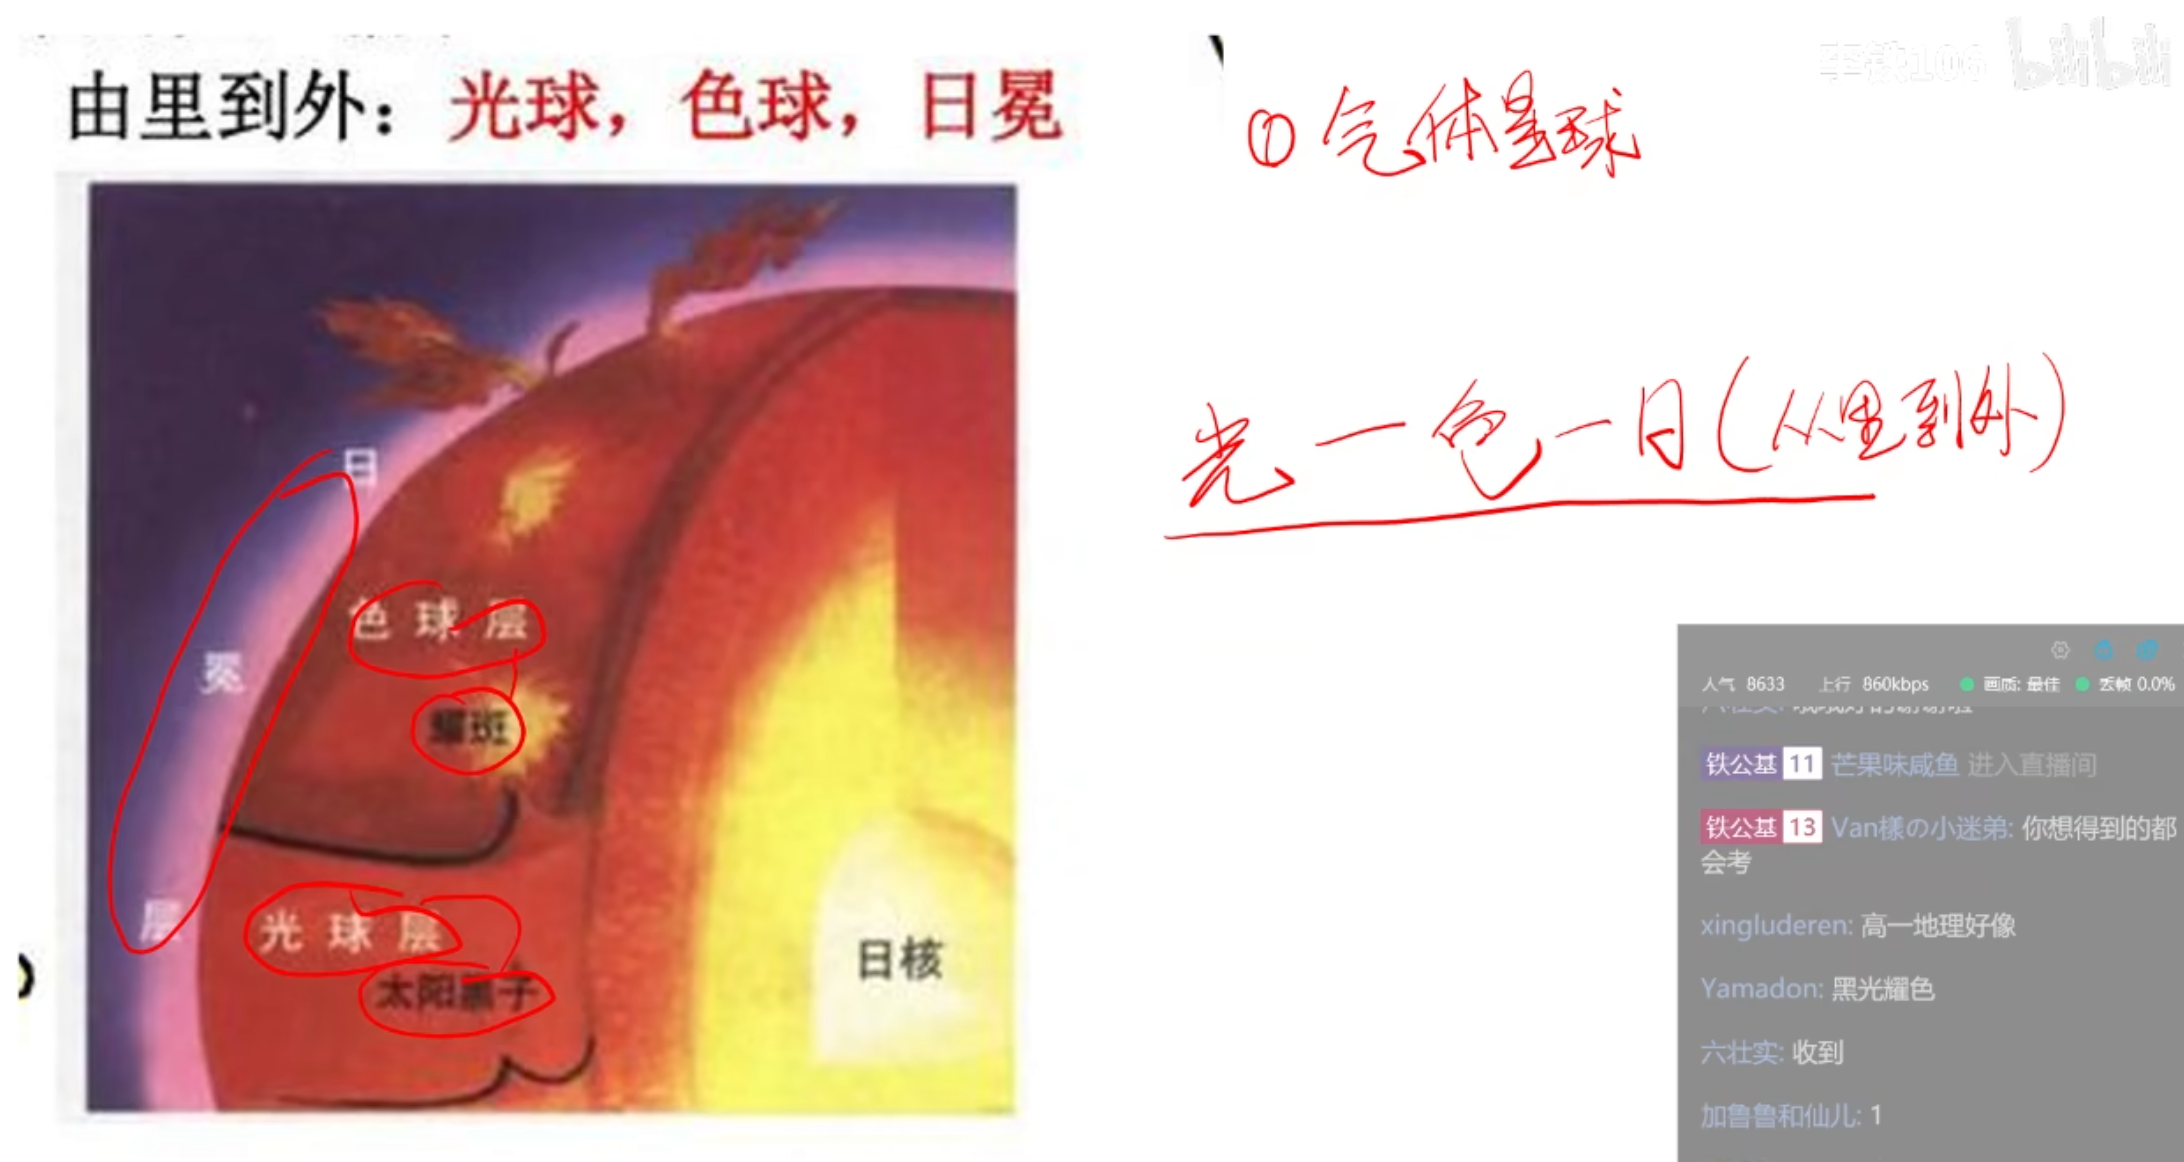 由里到外：光球，色球，日冕
日
冕
层
色球层
耀斑
光球层
太阳黑子
日核
① 气体星球
光—色—日(从里到外)
bilibili
人气 8633 上行 860kbps 画质: 最佳 丢帧 0.0%
铁公基 11 芒果味咸鱼 进入直播间
铁公基 13 Van樣の小迷弟: 你想得到的都
会考
xingluderen: 高一地理好像
Yamadon: 黑光耀色
六壮实: 收到
加鲁鲁和仙儿: 1